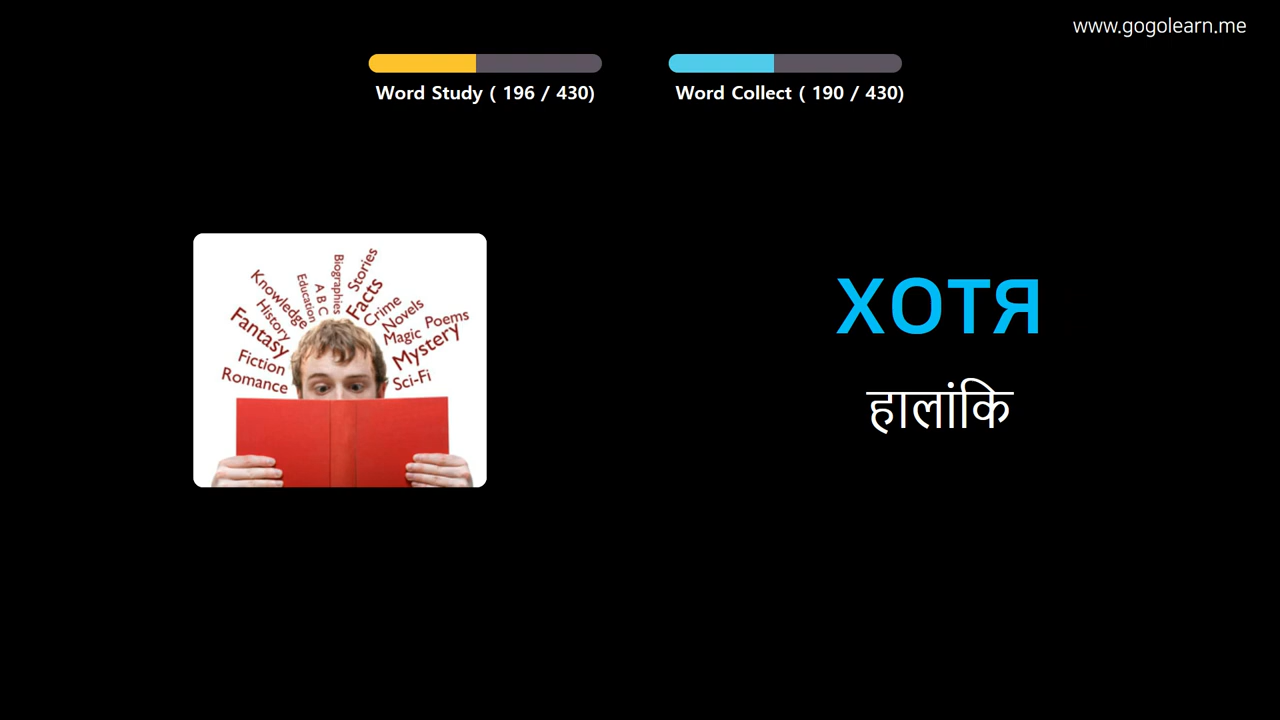 www.gogolearn.me
Word Study ( 196 / 430)
Word Collect ( 190 / 430)
Knowledge
History
Fantasy
Fiction
Romance
Education
A B C
Biographies
Stories
Facts
Crime
Novels
Magic
Poems
Mystery
Sci-Fi
хотя
हालांकि